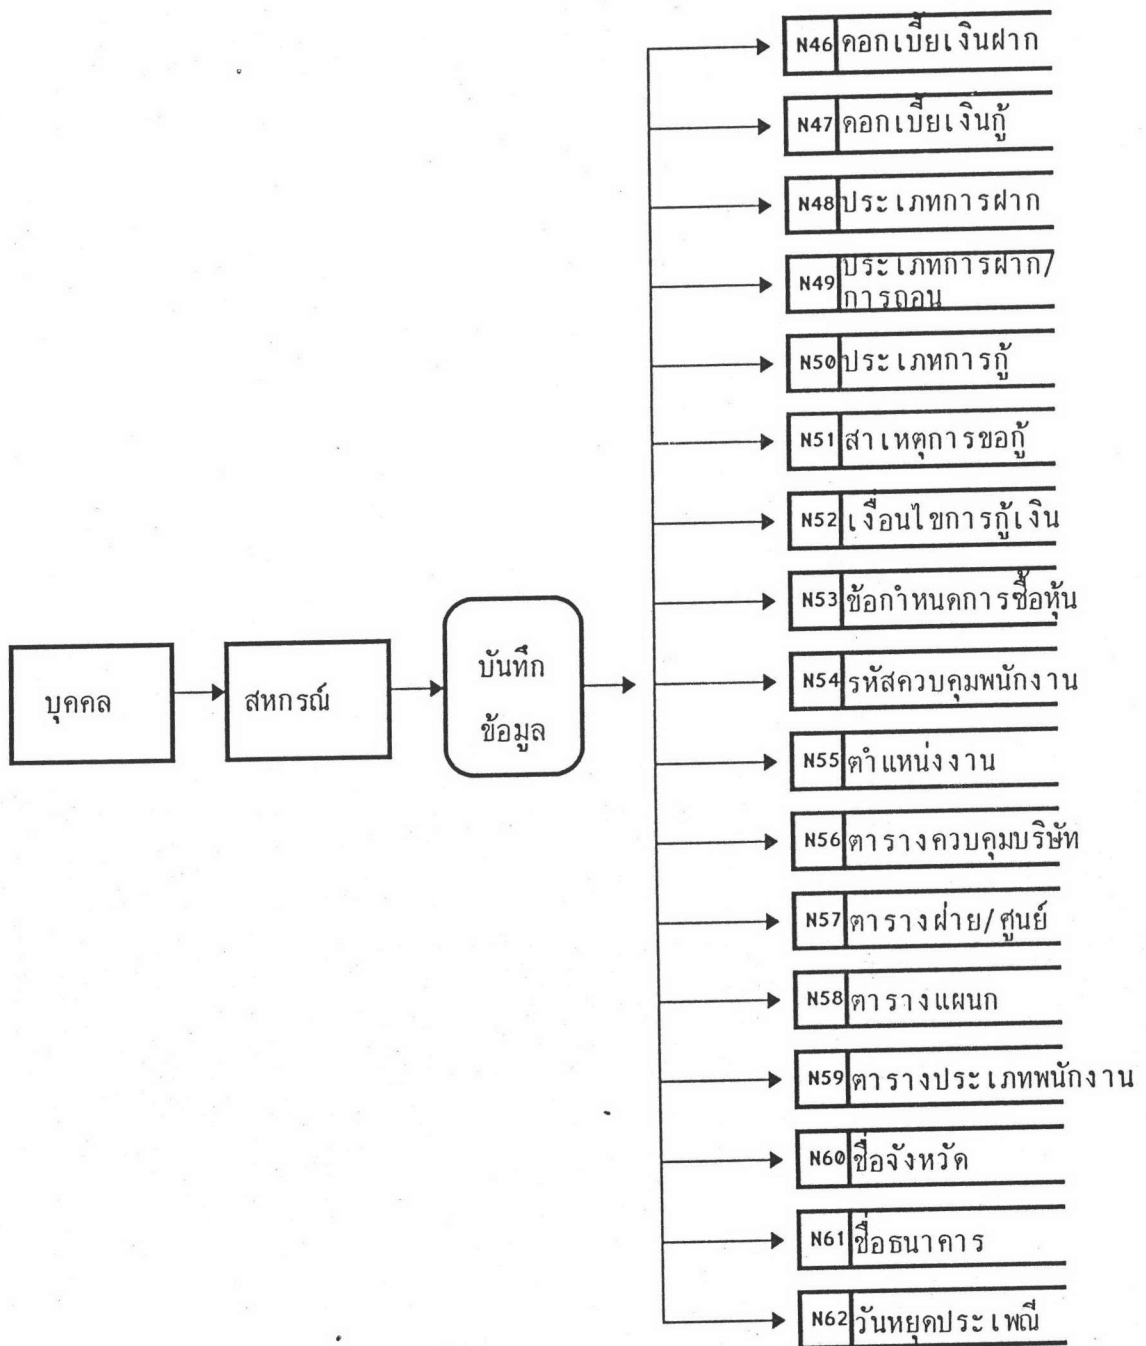 N46 ดอกเบี้ยเงินฝาก
N47 ดอกเบี้ยเงินกู้
N48 ประเภทการฝาก
N49 ประเภทการฝาก/
การถอน
N50 ประเภทการกู้
N51 สาเหตุการขอกู้
N52 เงื่อนไขการกู้เงิน
N53 ข้อกำหนดการซื้อหุ้น
บุคคล
สหกรณ์
บันทึก
ข้อมูล
N54 รหัสควบคุมพนักงาน
N55 ตำแหน่งงาน
N56 ตารางควบคุมบริษัท
N57 ตารางฝ่าย/ศูนย์
N58 ตารางแผนก
N59 ตารางประเภทพนักงาน
N60 ชื่อจังหวัด
N61 ชื่อธนาคาร
N62 วันหยุดประเพณี